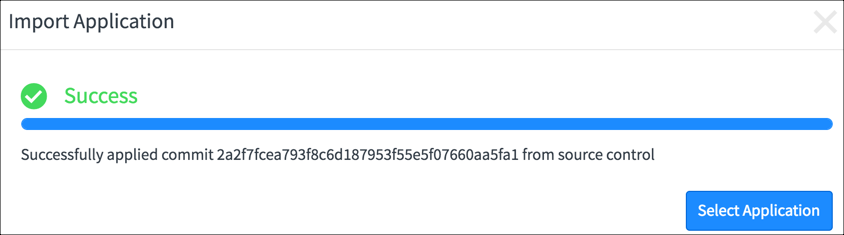 Import Application
Success
Successfully applied commit 2a2f7fcea793f8c6d187953f55e5f07660aa5fa1 from source control
Select Application